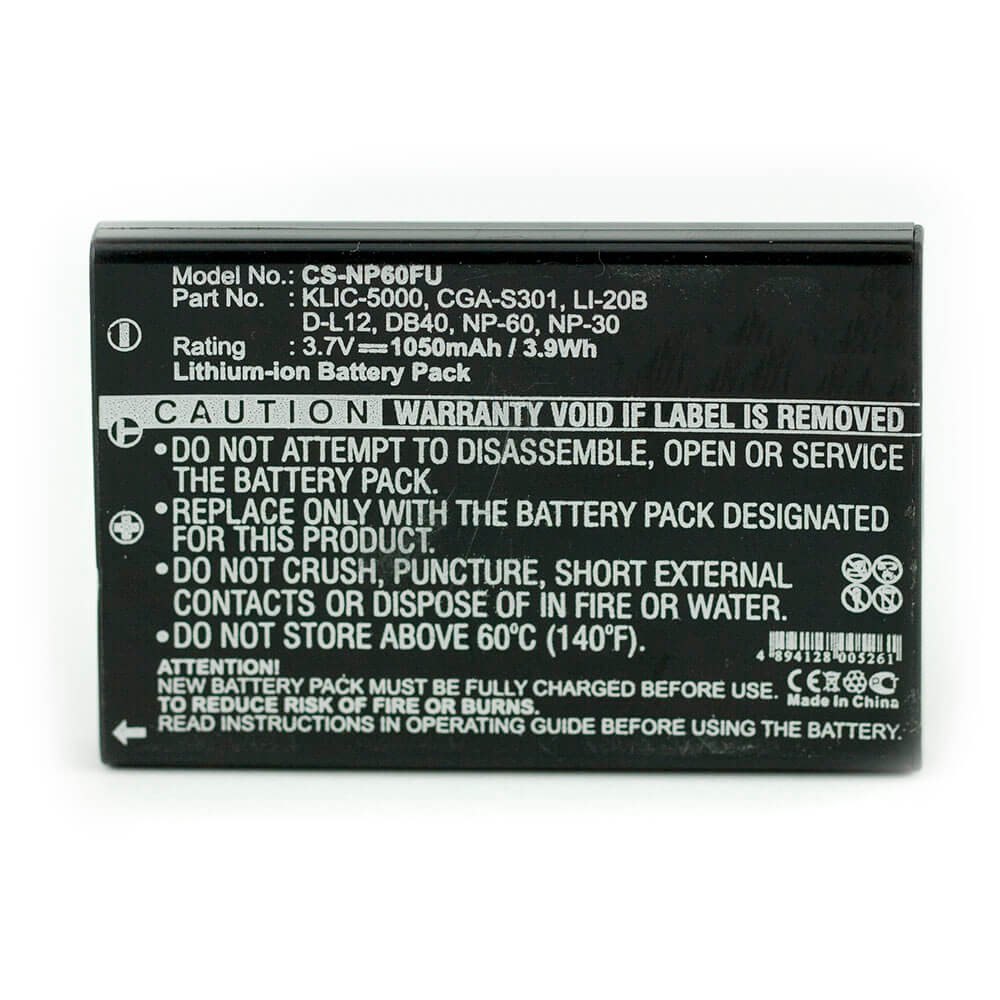 Model No.: CS-NP60FU
Part No. : KLIC-5000, CGA-S301, LI-20B
D-L12, DB40, NP-60, NP-30
Rating : 3.7V 1050mAh / 3.9Wh
Lithium-ion Battery Pack
CAUTION WARRANTY VOID IF LABEL IS REMOVED
•DO NOT ATTEMPT TO DISASSEMBLE, OPEN OR SERVICE
THE BATTERY PACK.
•REPLACE ONLY WITH THE BATTERY PACK DESIGNATED
FOR THIS PRODUCT.
•DO NOT CRUSH, PUNCTURE, SHORT EXTERNAL
CONTACTS OR DISPOSE OF IN FIRE OR WATER.
•DO NOT STORE ABOVE 60ºC (140ºF).
4 894128 005261
CE
Made in China
ATTENTION!
NEW BATTERY PACK MUST BE FULLY CHARGED BEFORE USE.
TO REDUCE RISK OF FIRE OR BURNS.
READ INSTRUCTIONS IN OPERATING GUIDE BEFORE USING THE BATTERY.